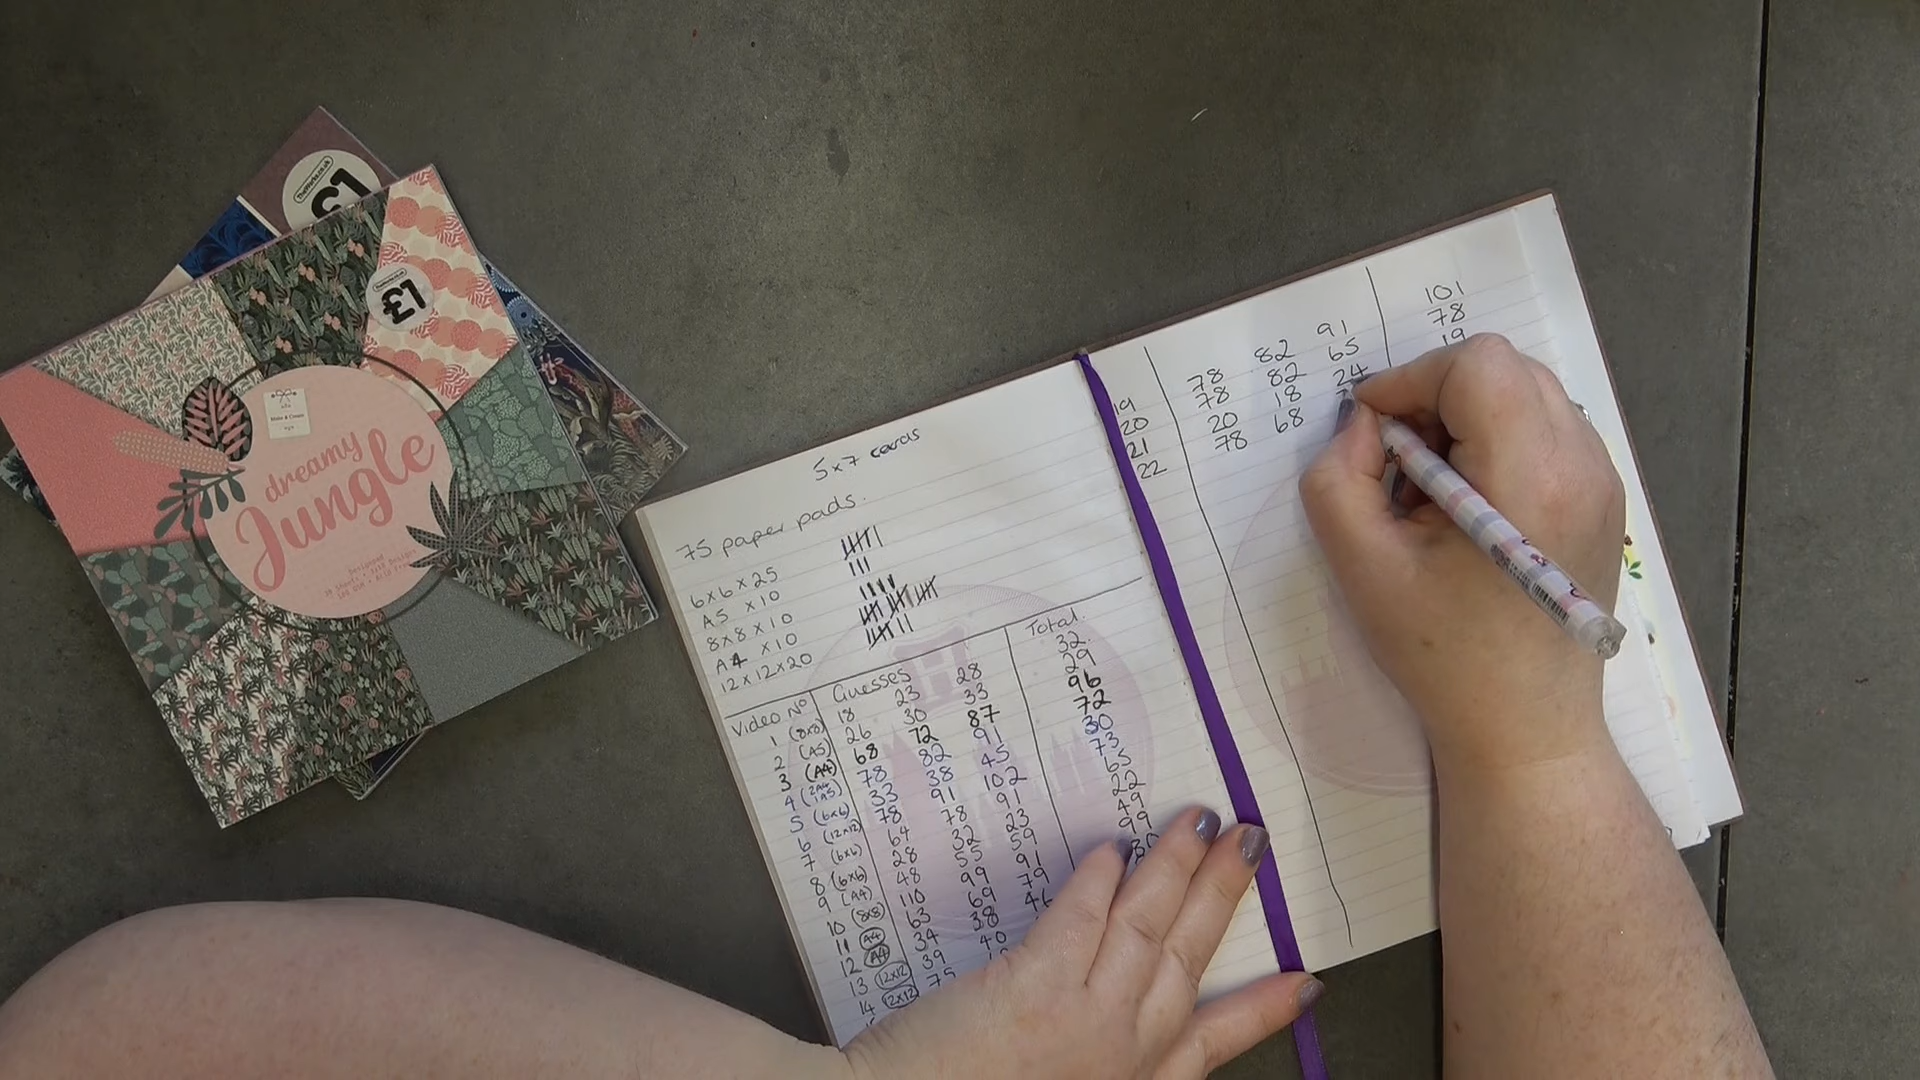 TheWorks.co.uk
£1
£1
Make & Create
dreamy
Jungle
5x7 cards
75 paper pads.
6x6 x 25
A5 x 10
8x8 x 10
A4 x 10
12x12 x 20
Video No Guesses Total.
1 (8x8) 18 23 28 32
2 (A5) 26 30 33 29
3 (A4) 68 72 87 96
4 78 82 91 72
5 (6x6) 33 38 45 30
6 (12x12) 78 91 102 73
7 (6x6) 64 78 91 65
8 (6x6) 28 32 23 22
9 (A4) 48 55 59 49
10 (8x8) 110 99 91 99
11 A4 63 69 79
12 A4 34 38
13 12x12 39 40
14 12x12
82 91 101
19 78 82 65 78
20 78 18 24 19
21 20 68
22 78